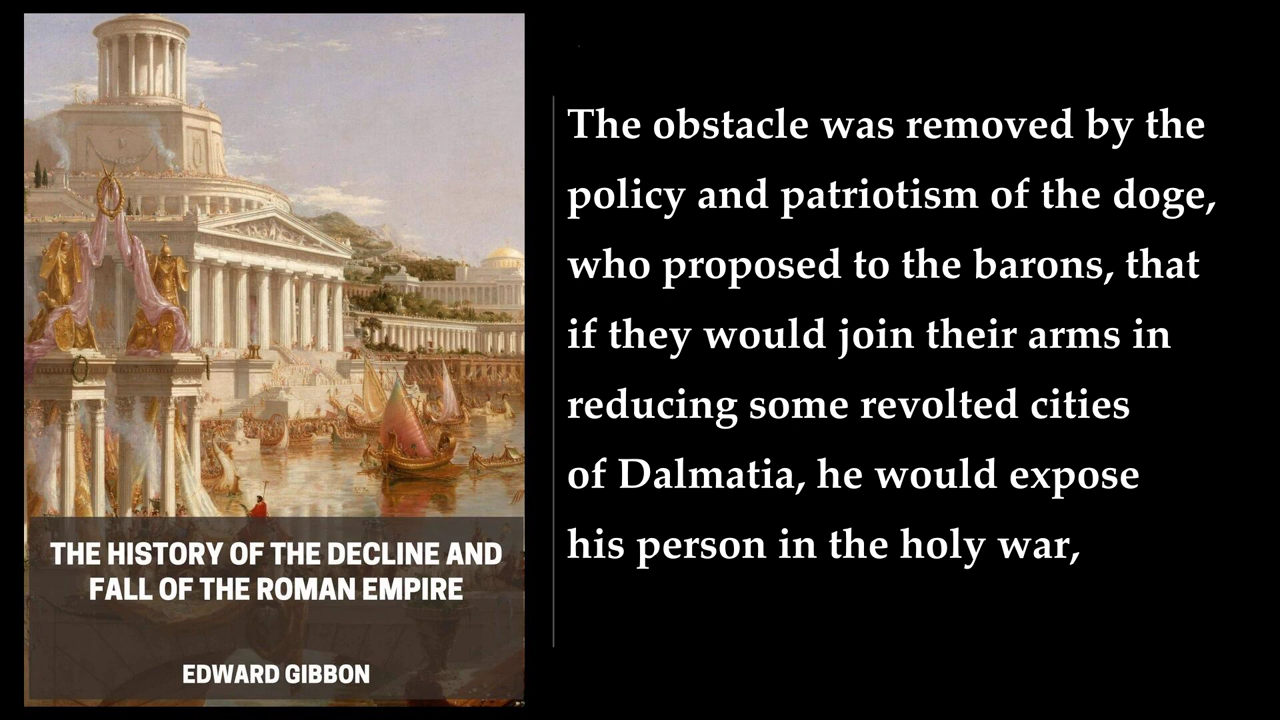 THE HISTORY OF THE DECLINE AND
FALL OF THE ROMAN EMPIRE
EDWARD GIBBON
The obstacle was removed by the
policy and patriotism of the doge,
who proposed to the barons, that
if they would join their arms in
reducing some revolted cities
of Dalmatia, he would expose
his person in the holy war,